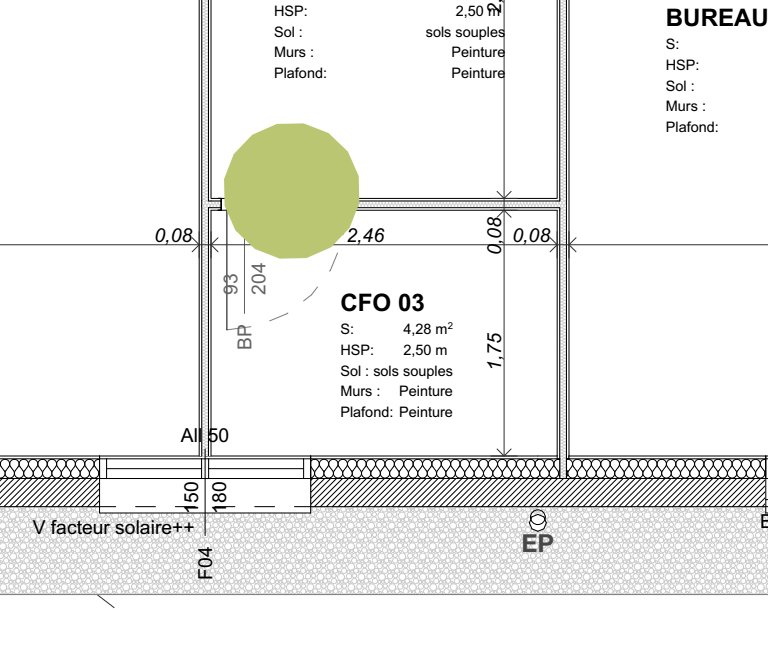 HSP: 2,50 m
Sol : sols souples
Murs : Peinture
Plafond: Peinture
BUREAU
S:
HSP:
Sol :
Murs :
Plafond:
0,08
2,46
0,08
0,08
93
204
BP
CFO 03
S: 4,28 m²
HSP: 2,50 m
Sol : sols souples
Murs : Peinture
Plafond: Peinture
1,75
All 50
150
180
V facteur solaire++
F04
EP